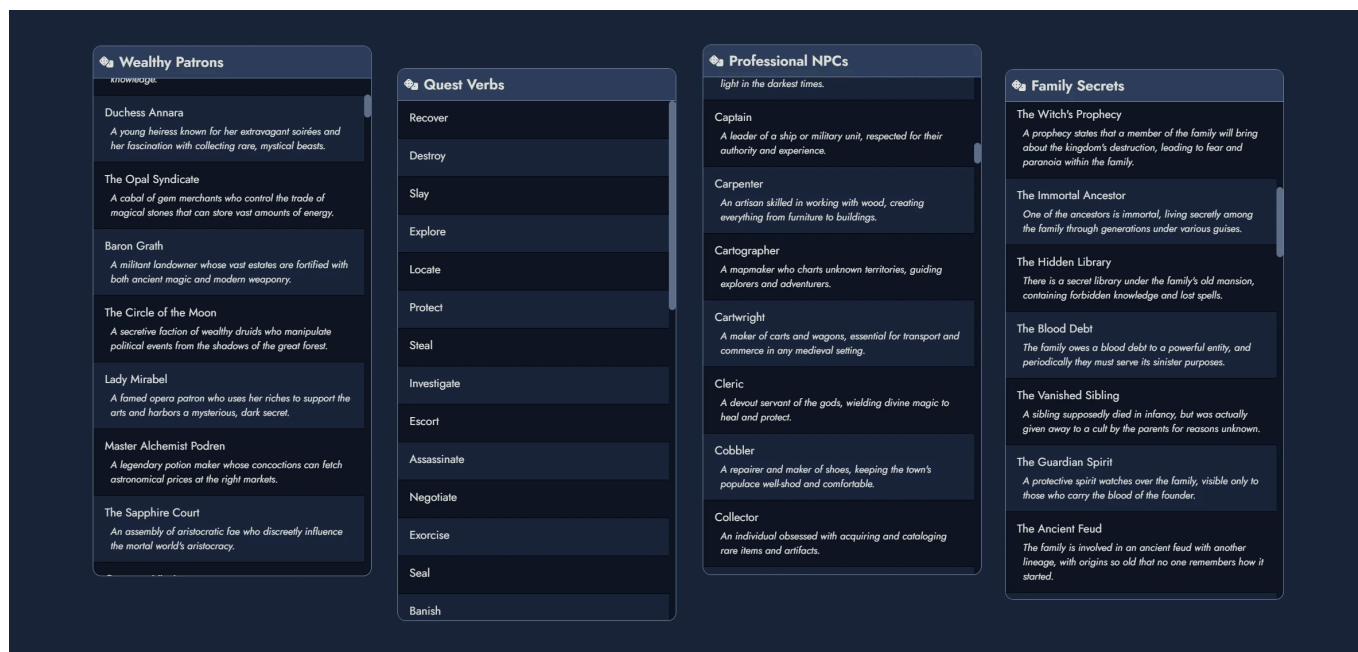 Wealthy Patrons
knowledge.
Duchess Annara
A young heiress known for her extravagant soirées and
her fascination with collecting rare, mystical beasts.
The Opal Syndicate
A cabal of gem merchants who control the trade of
magical stones that can store vast amounts of energy.
Baron Grath
A militant landowner whose vast estates are fortified with
both ancient magic and modern weaponry.
The Circle of the Moon
A secretive faction of wealthy druids who manipulate
political events from the shadows of the great forest.
Lady Mirabel
A famed opera patron who uses her riches to support the
arts and harbors a mysterious, dark secret.
Master Alchemist Podren
A legendary potion maker whose concoctions can fetch
astronomical prices at the right markets.
The Sapphire Court
An assembly of aristocratic fae who discreetly influence
the mortal world's aristocracy.
Quest Verbs
Recover
Destroy
Slay
Explore
Locate
Protect
Steal
Investigate
Escort
Assassinate
Negotiate
Exorcise
Seal
Banish
Professional NPCs
light in the darkest times.
Captain
A leader of a ship or military unit, respected for their
authority and experience.
Carpenter
An artisan skilled in working with wood, creating
everything from furniture to buildings.
Cartographer
A mapmaker who charts unknown territories, guiding
explorers and adventurers.
Cartwright
A maker of carts and wagons, essential for transport and
commerce in any medieval setting.
Cleric
A devout servant of the gods, wielding divine magic to
heal and protect.
Cobbler
A repairer and maker of shoes, keeping the town's
populace well-shod and comfortable.
Collector
An individual obsessed with acquiring and cataloging
rare items and artifacts.
Family Secrets
The Witch's Prophecy
A prophecy states that a member of the family will bring
about the kingdom's destruction, leading to fear and
paranoia within the family.
The Immortal Ancestor
One of the ancestors is immortal, living secretly among
the family through generations under various guises.
The Hidden Library
There is a secret library under the family's old mansion,
containing forbidden knowledge and lost spells.
The Blood Debt
The family owes a blood debt to a powerful entity, and
periodically they must serve its sinister purposes.
The Vanished Sibling
A sibling supposedly died in infancy, but was actually
given away to a cult by the parents for reasons unknown.
The Guardian Spirit
A protective spirit watches over the family, visible only to
those who carry the blood of the founder.
The Ancient Feud
The family is involved in an ancient feud with another
lineage, with origins so old that no one remembers how it
started.